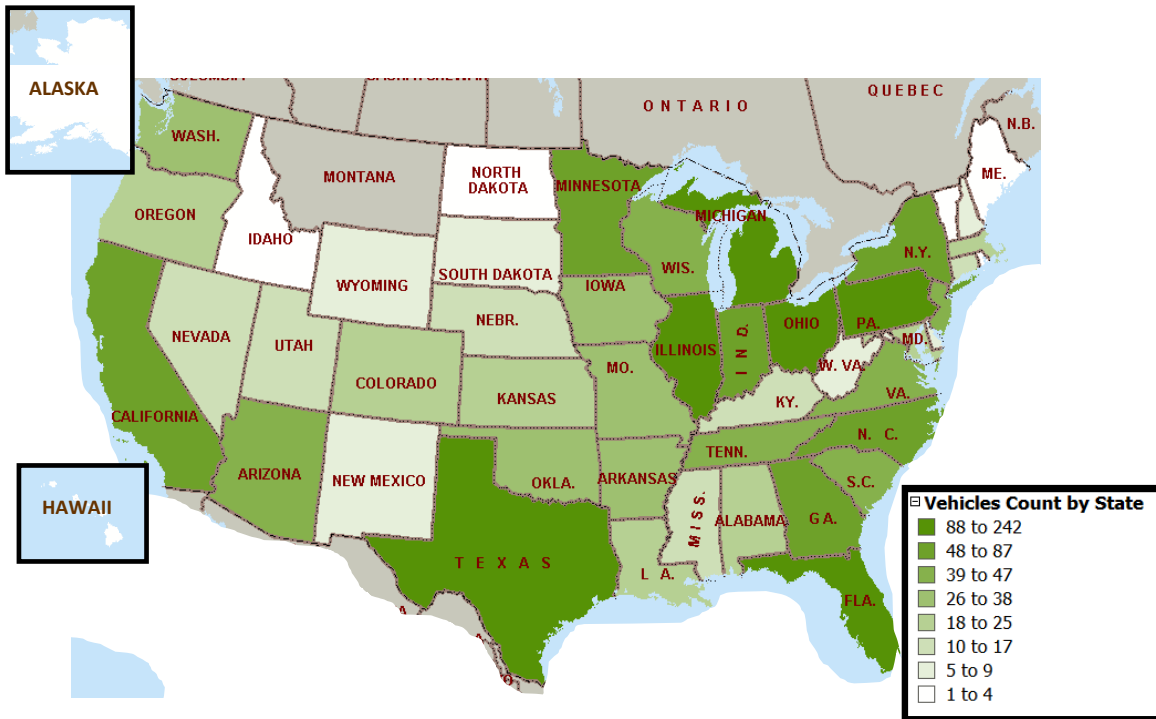 ALASKA
COLOMBIA
SASKATCHEWAN
ONTARIO
QUEBEC
N.B.
WASH.
MONTANA
NORTH
DAKOTA
MINNESOTA
ME.
OREGON
IDAHO
MICHIGAN
N.Y.
SOUTH DAKOTA
WIS.
WYOMING
IOWA
NEBR.
NEVADA
UTAH
ILLINOIS
IND.
OHIO
PA.
MD.
W. VA.
COLORADO
KANSAS
MO.
KY.
VA.
CALIFORNIA
N. C.
TENN.
ARIZONA
NEW MEXICO
OKLA.
ARKANSAS
S.C.
HAWAII
MISS.
ALABAMA
GA.
TEXAS
LA.
FLA.
Vehicles Count by State
88 to 242
48 to 87
39 to 47
26 to 38
18 to 25
10 to 17
5 to 9
1 to 4